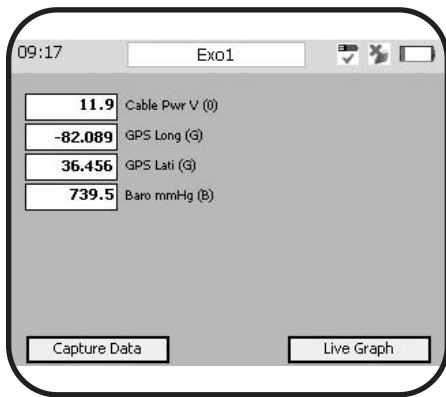 09:17 Exo1
11.9 Cable Pwr V (0)
-82.089 GPS Long (G)
36.456 GPS Lati (G)
739.5 Baro mmHg (B)
Capture Data Live Graph